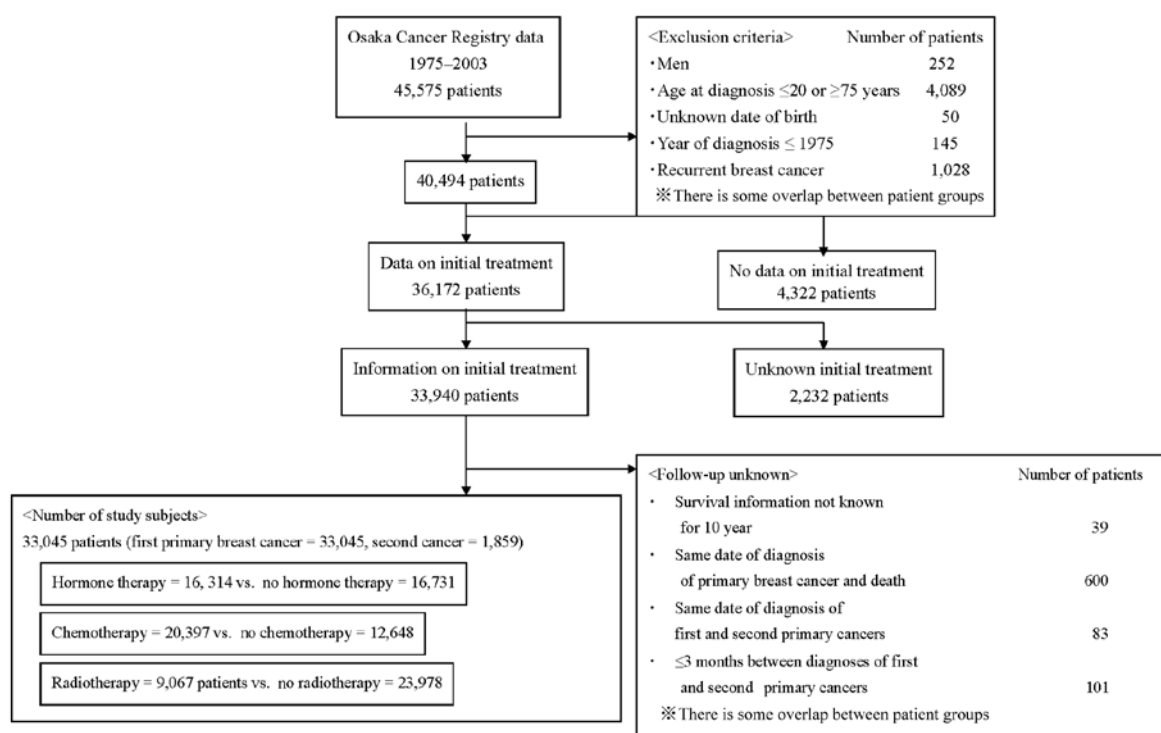 Osaka Cancer Registry data
1975–2003
45,575 patients
<Exclusion criteria> Number of patients
・Men 252
・Age at diagnosis ≤20 or ≥75 years 4,089
・Unknown date of birth 50
・Year of diagnosis ≤ 1975 145
・Recurrent breast cancer 1,028
※There is some overlap between patient groups
40,494 patients
Data on initial treatment
36,172 patients
No data on initial treatment
4,322 patients
Information on initial treatment
33,940 patients
Unknown initial treatment
2,232 patients
<Number of study subjects>
33,045 patients (first primary breast cancer = 33,045, second cancer = 1,859)
Hormone therapy = 16, 314 vs. no hormone therapy = 16,731
Chemotherapy = 20,397 vs. no chemotherapy = 12,648
Radiotherapy = 9,067 patients vs. no radiotherapy = 23,978
<Follow-up unknown> Number of patients
・ Survival information not known
for 10 year 39
・ Same date of diagnosis
of primary breast cancer and death 600
・ Same date of diagnosis of
first and second primary cancers 83
・ ≤3 months between diagnoses of first
and second primary cancers 101
※There is some overlap between patient groups